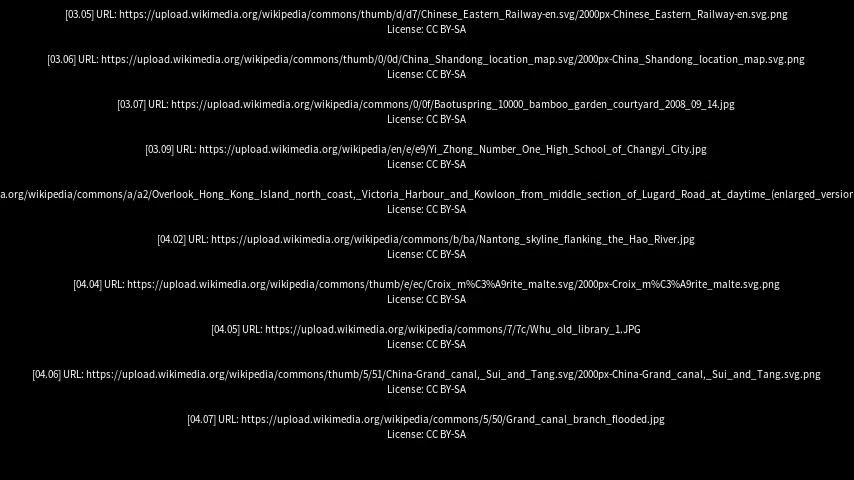 [03.05] URL: https://upload.wikimedia.org/wikipedia/commons/thumb/d/d7/Chinese_Eastern_Railway-en.svg/2000px-Chinese_Eastern_Railway-en.svg.png
License: CC BY-SA
[03.06] URL: https://upload.wikimedia.org/wikipedia/commons/thumb/0/0d/China_Shandong_location_map.svg/2000px-China_Shandong_location_map.svg.png
License: CC BY-SA
[03.07] URL: https://upload.wikimedia.org/wikipedia/commons/0/0f/Baotuspring_10000_bamboo_garden_courtyard_2008_09_14.jpg
License: CC BY-SA
[03.09] URL: https://upload.wikimedia.org/wikipedia/en/e/e9/Yi_Zhong_Number_One_High_School_of_Changyi_City.jpg
License: CC BY-SA
a.org/wikipedia/commons/a/a2/Overlook_Hong_Kong_Island_north_coast,_Victoria_Harbour_and_Kowloon_from_middle_section_of_Lugard_Road_at_daytime_(enlarged_version
License: CC BY-SA
[04.02] URL: https://upload.wikimedia.org/wikipedia/commons/b/ba/Nantong_skyline_flanking_the_Hao_River.jpg
License: CC BY-SA
[04.04] URL: https://upload.wikimedia.org/wikipedia/commons/thumb/e/ec/Croix_m%C3%A9rite_malte.svg/2000px-Croix_m%C3%A9rite_malte.svg.png
License: CC BY-SA
[04.05] URL: https://upload.wikimedia.org/wikipedia/commons/7/7c/Whu_old_library_1.JPG
License: CC BY-SA
[04.06] URL: https://upload.wikimedia.org/wikipedia/commons/thumb/5/51/China-Grand_canal,_Sui_and_Tang.svg/2000px-China-Grand_canal,_Sui_and_Tang.svg.png
License: CC BY-SA
[04.07] URL: https://upload.wikimedia.org/wikipedia/commons/5/50/Grand_canal_branch_flooded.jpg
License: CC BY-SA